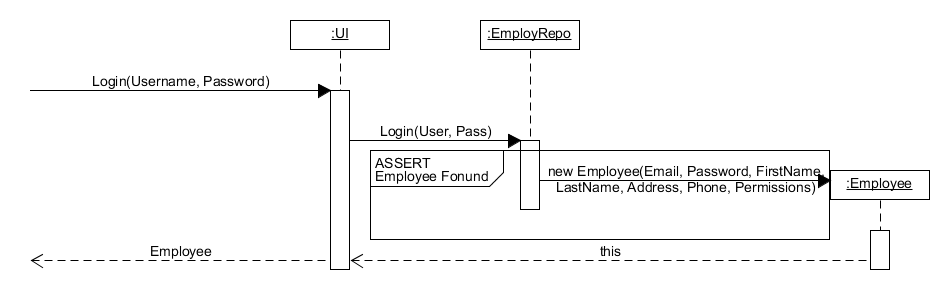 :UI
:EmployRepo
Login(Username, Password)
Login(User, Pass)
ASSERT
Employee Fonund
new Employee(Email, Password, FirstName,
LastName, Address, Phone, Permissions)
:Employee
Employee
this